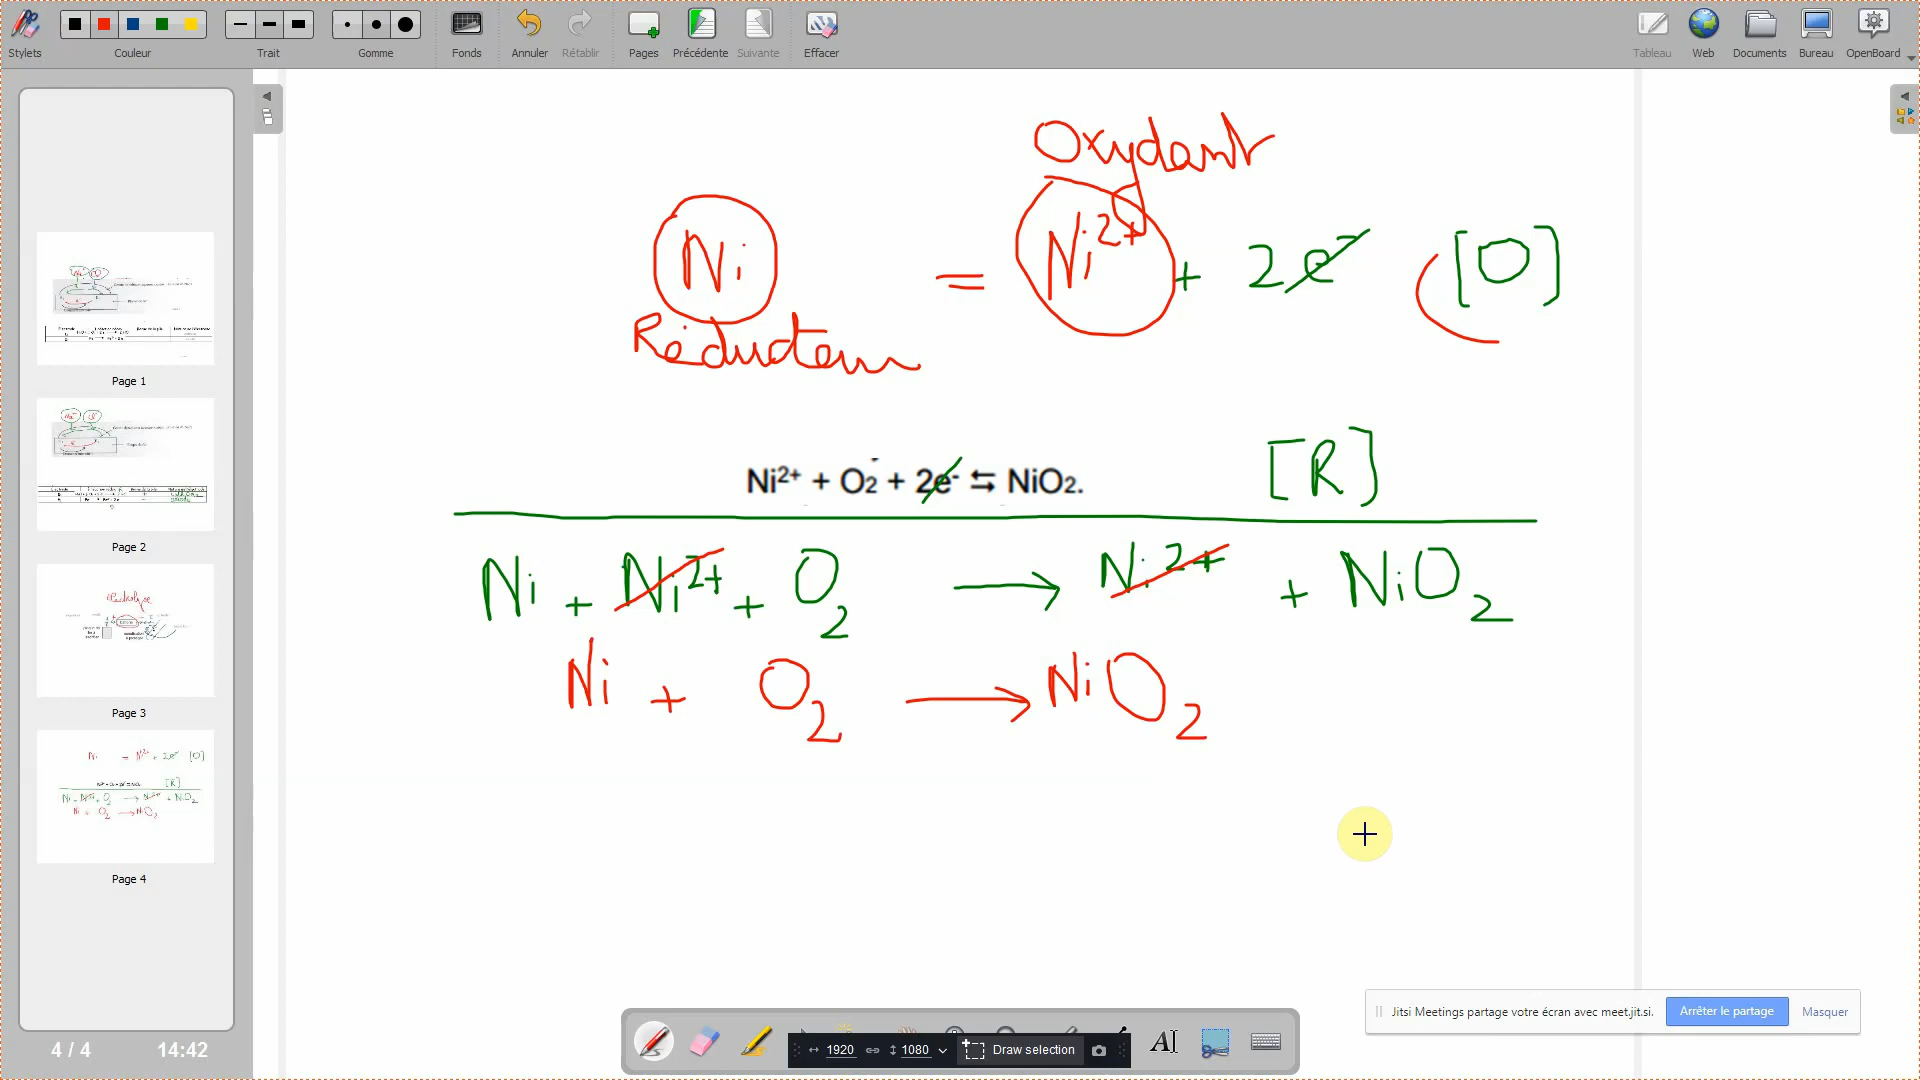 Stylets Couleur Trait Gomme Fonds Annuler Rétablir Pages Précédente Suivante Effacer Tableau Web Documents Bureau OpenBoard
Oxydant
Ni = Ni2+ + 2e- [O]
Réducteur
Ni2+ + O2 + 2e- ⇆ NiO2. [R]
Ni + Ni2+ + O2 → Ni2+ + NiO2
Ni + O2 → NiO2
Page 1
Page 2
Page 3
Page 4
4 / 4 14:42
Jitsi Meetings partage votre écran avec meet.jit.si. Arrêter le partage Masquer
1920 1080 Draw selection